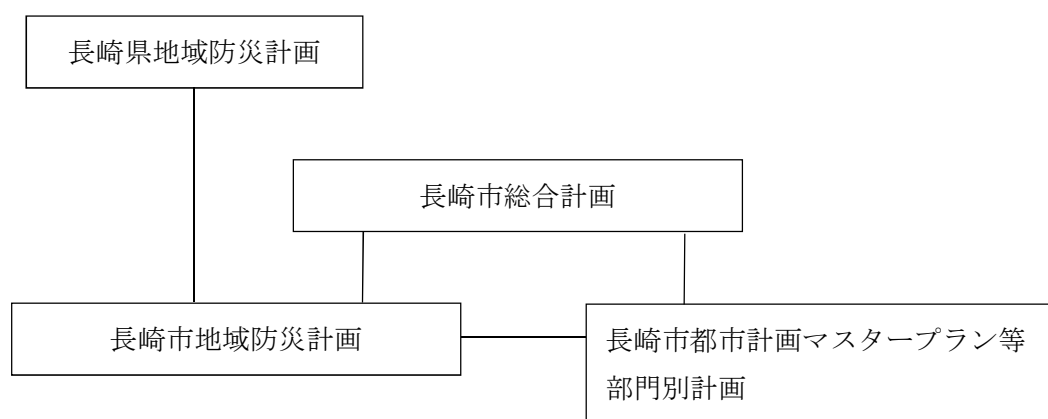 長崎県地域防災計画
長崎市総合計画
長崎市地域防災計画
長崎市都市計画マスタープラン等
部門別計画